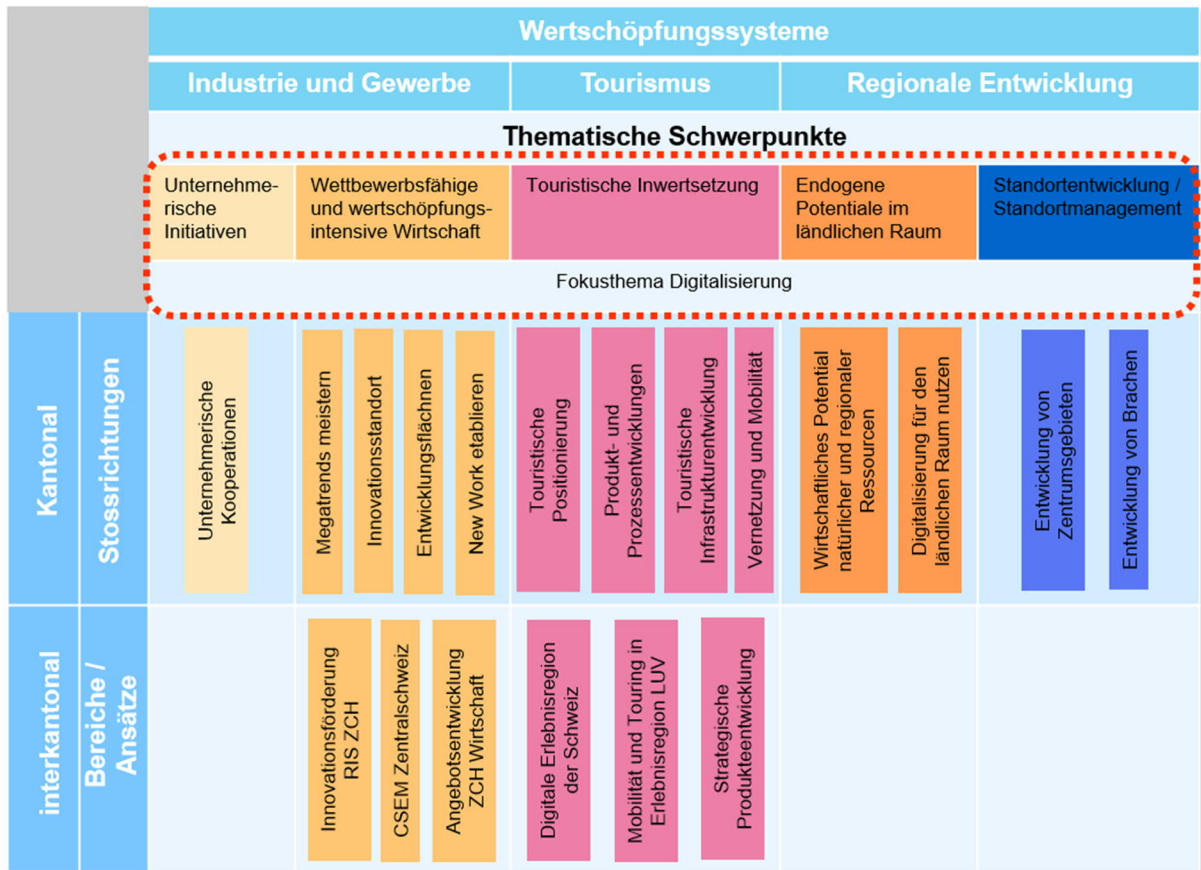 Wertschöpfungssysteme
Industrie und Gewerbe
Tourismus
Regionale Entwicklung
Thematische Schwerpunkte
Unternehme-
rische
Initiativen
Wettbewerbsfähige
und wertschöpfungs-
intensive Wirtschaft
Touristische Inwertsetzung
Endogene
Potentiale im
ländlichen Raum
Standortentwicklung /
Standortmanagement
Fokusthema Digitalisierung
Kantonal
Stossrichtungen
Unternehmerische
Kooperationen
Megatrends meistern
Innovationsstandort
Entwicklungsflächnen
New Work etablieren
Touristische
Positionierung
Produkt- und
Prozessentwicklungen
Touristische
Infrastrukturentwicklung
Vernetzung und Mobilität
Wirtschaftliches Potential
natürlicher und regionaler
Ressourcen
Digitalisierung für den
ländlichen Raum nutzen
Entwicklung von
Zentrumsgebieten
Entwicklung von Brachen
interkantonal
Bereiche /
Ansätze
Innovationsförderung
RIS ZCH
CSEM Zentralschweiz
Angebotsentwicklung
ZCH Wirtschaft
Digitale Erlebnisregion
der Schweiz
Mobilität und Touring in
Erlebnisregion LUV
Strategische
Produkteentwicklung